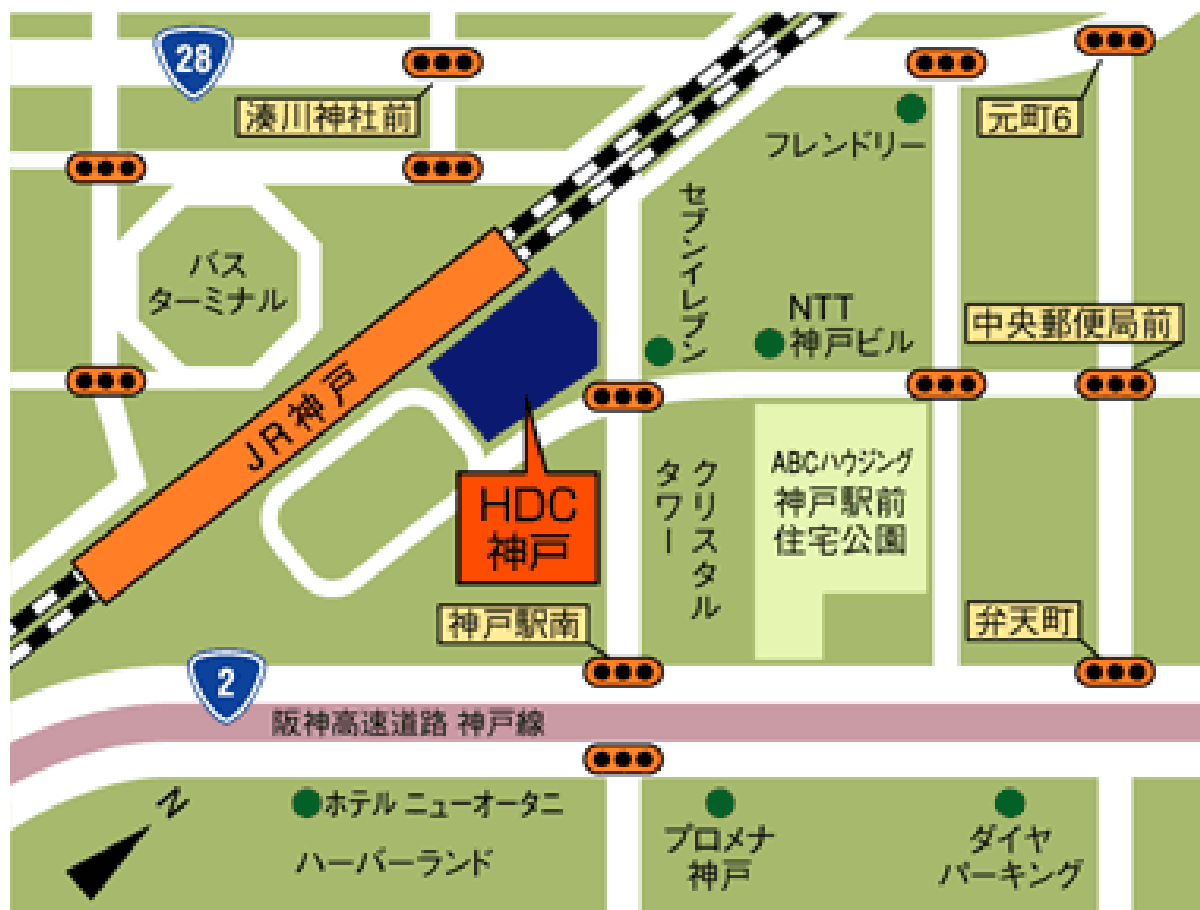 28
湊川神社前
元町6
フレンドリー
セブンイレブン
バス
ターミナル
NTT
神戸ビル
中央郵便局前
JR神戸
HDC
神戸
クリスタル
タワー
ABCハウジング
神戸駅前
住宅公園
神戸駅南
弁天町
2
阪神高速道路 神戸線
N
ホテル ニューオータニ
ハーバーランド
プロメナ
神戸
ダイヤ
パーキング